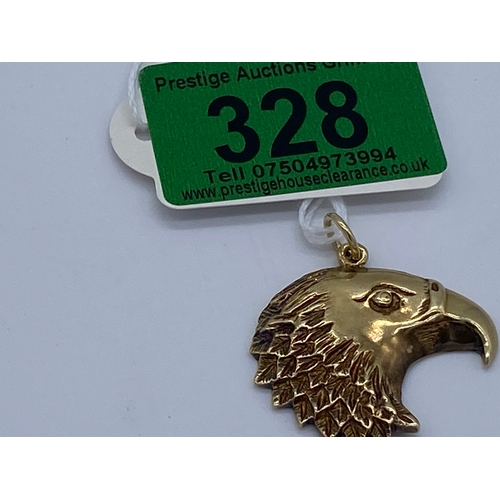 Prestige Auctions
328
Tell 07504973994
www.prestigehouseclearance.co.uk